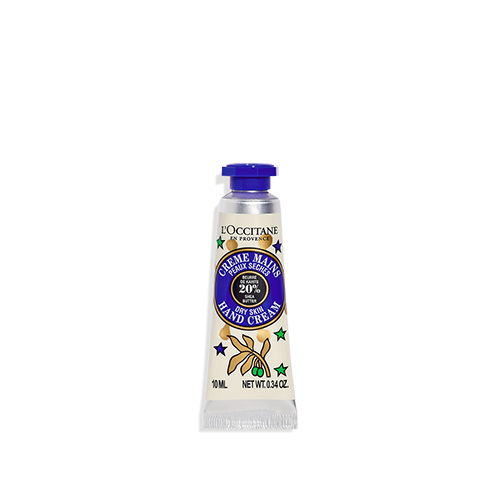 L'OCCITANE
EN PROVENCE
CREME MAINS
PEAUX SECHES
BEURRE
DE KARITE
20%
SHEA
BUTTER
DRY SKIN
HAND CREAM
10 ML NET WT. 0.34 OZ.